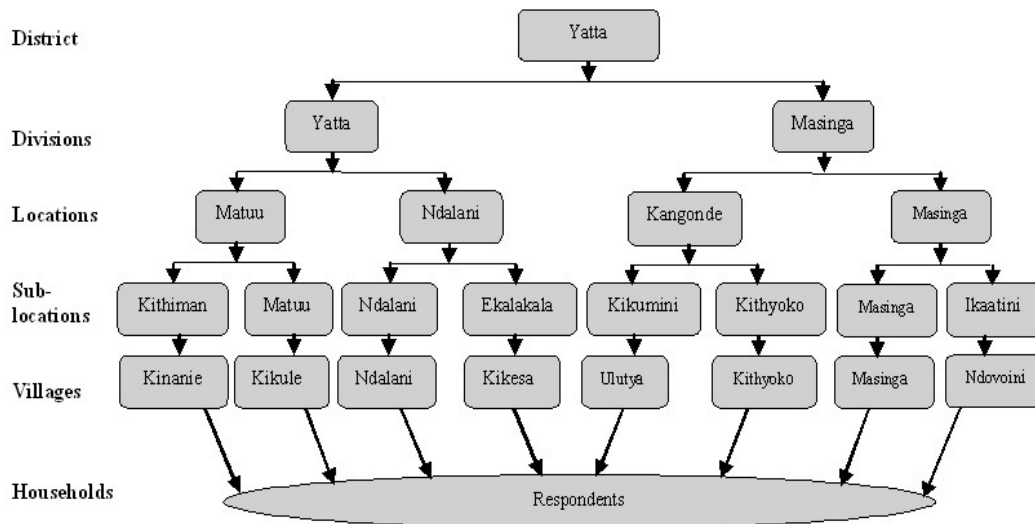 District
Yatta
Divisions
Yatta
Masinga
Locations
Matuu
Ndalani
Kangonde
Masinga
Sub-
locations
Kithiman
Matuu
Ndalani
Ekalakala
Kikumini
Kithyoko
Masinga
Ikaatini
Villages
Kinanie
Kikule
Ndalani
Kikesa
Ulutya
Kithyoko
Masinga
Ndovoini
Households
Respondents